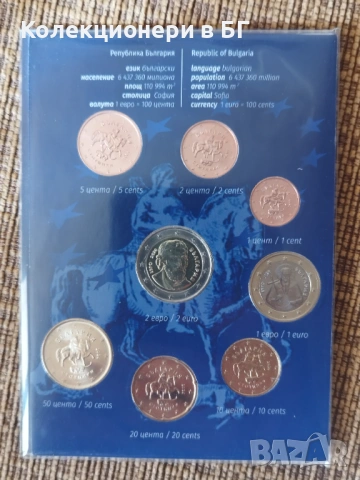 Колекционери в БГ
Република България
език български
население 6 437 360 милиона
площ 110 994 m²
столица София
валута 1 евро = 100 цента
Republic of Bulgaria
language bulgarian
population 6 437 360 million
area 110 994 m²
capital Sofia
currency 1 euro = 100 cents
5 цента / 5 cents
2 цента / 2 cents
1 цент / 1 cent
2 евро / 2 euro
1 евро / 1 euro
50 цента / 50 cents
10 цента / 10 cents
20 цента / 20 cents
BAZAR